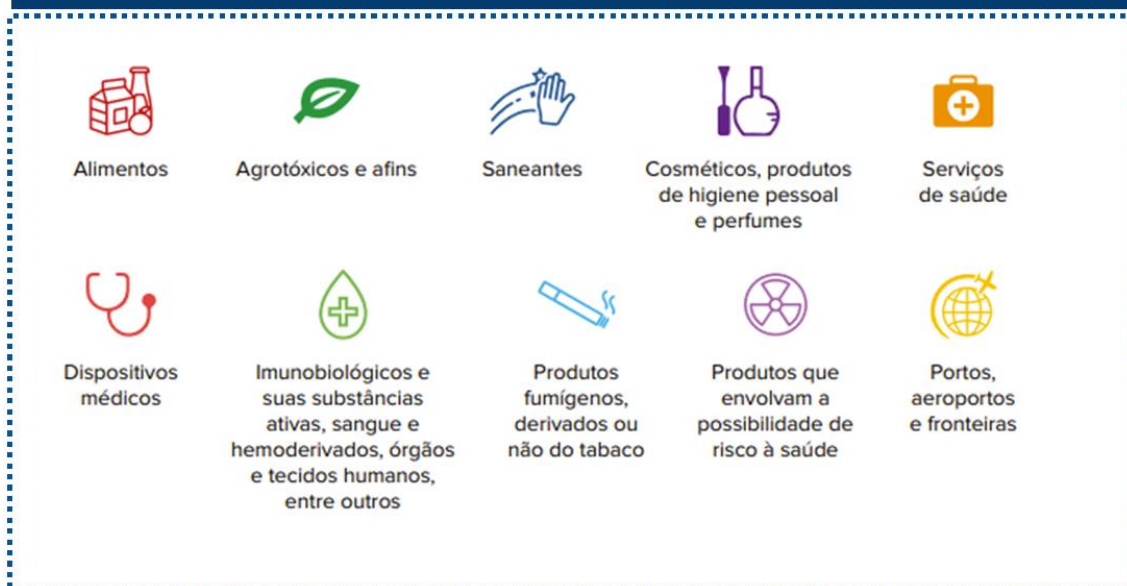 Alimentos
Agrotóxicos e afins
Saneantes
Cosméticos, produtos
de higiene pessoal
e perfumes
Serviços
de saúde
Dispositivos
médicos
Imunobiológicos e
suas substâncias
ativas, sangue e
hemoderivados, órgãos
e tecidos humanos,
entre outros
Produtos
fumígenos,
derivados ou
não do tabaco
Produtos que
envolvam a
possibilidade de
risco à saúde
Portos,
aeroportos
e fronteiras